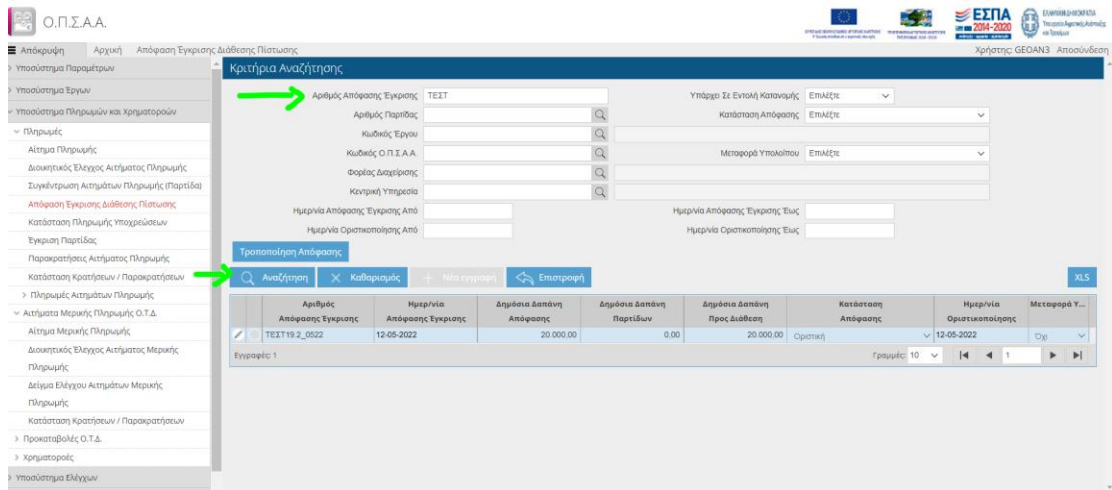 Ο.Π.Σ.Α.Α.
ΕΣΠΑ
2014-2020
ΕΛΛΗΝΙΚΗ ΔΗΜΟΚΡΑΤΙΑ
Απόκρυψη Αρχική Απόφαση Έγκρισης Διάθεσης Πίστωσης
Χρήστης: GEOAN3 Αποσύνδεση
Υποσύστημα Παραμέτρων
Υποσύστημα Έργων
Υποσύστημα Πληρωμών και Χρηματοροών
Πληρωμές
Αίτημα Πληρωμής
Διοικητικός Έλεγχος Αιτήματος Πληρωμής
Συγκέντρωση Αιτημάτων Πληρωμής (Παρτίδα)
Απόφαση Έγκρισης Διάθεσης Πίστωσης
Κατάσταση Πληρωμής Υποχρεώσεων
Έγκριση Παρτίδας
Παρακρατήσεις Αιτήματος Πληρωμής
Κατάσταση Κρατήσεων / Παρακρατήσεων
Πληρωμές Αιτημάτων Πληρωμής
Αιτήματα Μερικής Πληρωμής Ο.Τ.Δ.
Αίτημα Μερικής Πληρωμής
Διοικητικός Έλεγχος Αιτήματος Μερικής
Πληρωμής
Δείγμα Ελέγχου Αιτημάτων Μερικής
Πληρωμής
Κατάσταση Κρατήσεων / Παρακρατήσεων
Προκαταβολές Ο.Τ.Δ.
Χρηματοροές
Υποσύστημα Ελέγχων
Κριτήρια Αναζήτησης
Αριθμός Απόφασης Έγκρισης ΤΕΣΤ Υπάρχει Σε Εντολή Κατανομής Επιλέξτε
Αριθμός Παρτίδας Κατάσταση Απόφασης Επιλέξτε
Κωδικός Έργου
Κωδικός Ο.Π.Σ.Α.Α. Μεταφορά Υπολοίπου Επιλέξτε
Φορέας Διαχείρισης
Κεντρική Υπηρεσία
Ημερ/νία Απόφασης Έγκρισης Από Ημερ/νία Απόφασης Έγκρισης Έως
Ημερ/νία Οριστικοποίησης Από Ημερ/νία Οριστικοποίησης Έως
Τροποποίηση Απόφασης
Αναζήτηση Καθαρισμός Νέα εγγραφή Επιστροφή XLS
Αριθμός Ημερ/νία Δημόσια Δαπάνη Δημόσια Δαπάνη Δημόσια Δαπάνη Κατάσταση Ημερ/νία Μεταφορά Υ...
Απόφασης Έγκρισης Απόφασης Έγκρισης Απόφασης Παρτίδων Προς Διάθεση Απόφασης Οριστικοποίησης
ΤΕΣΤ19.2_0522 12-05-2022 20.000,00 0,00 20.000,00 Οριστική 12-05-2022 Όχι
Εγγραφές: 1 Γραμμές: 10 1